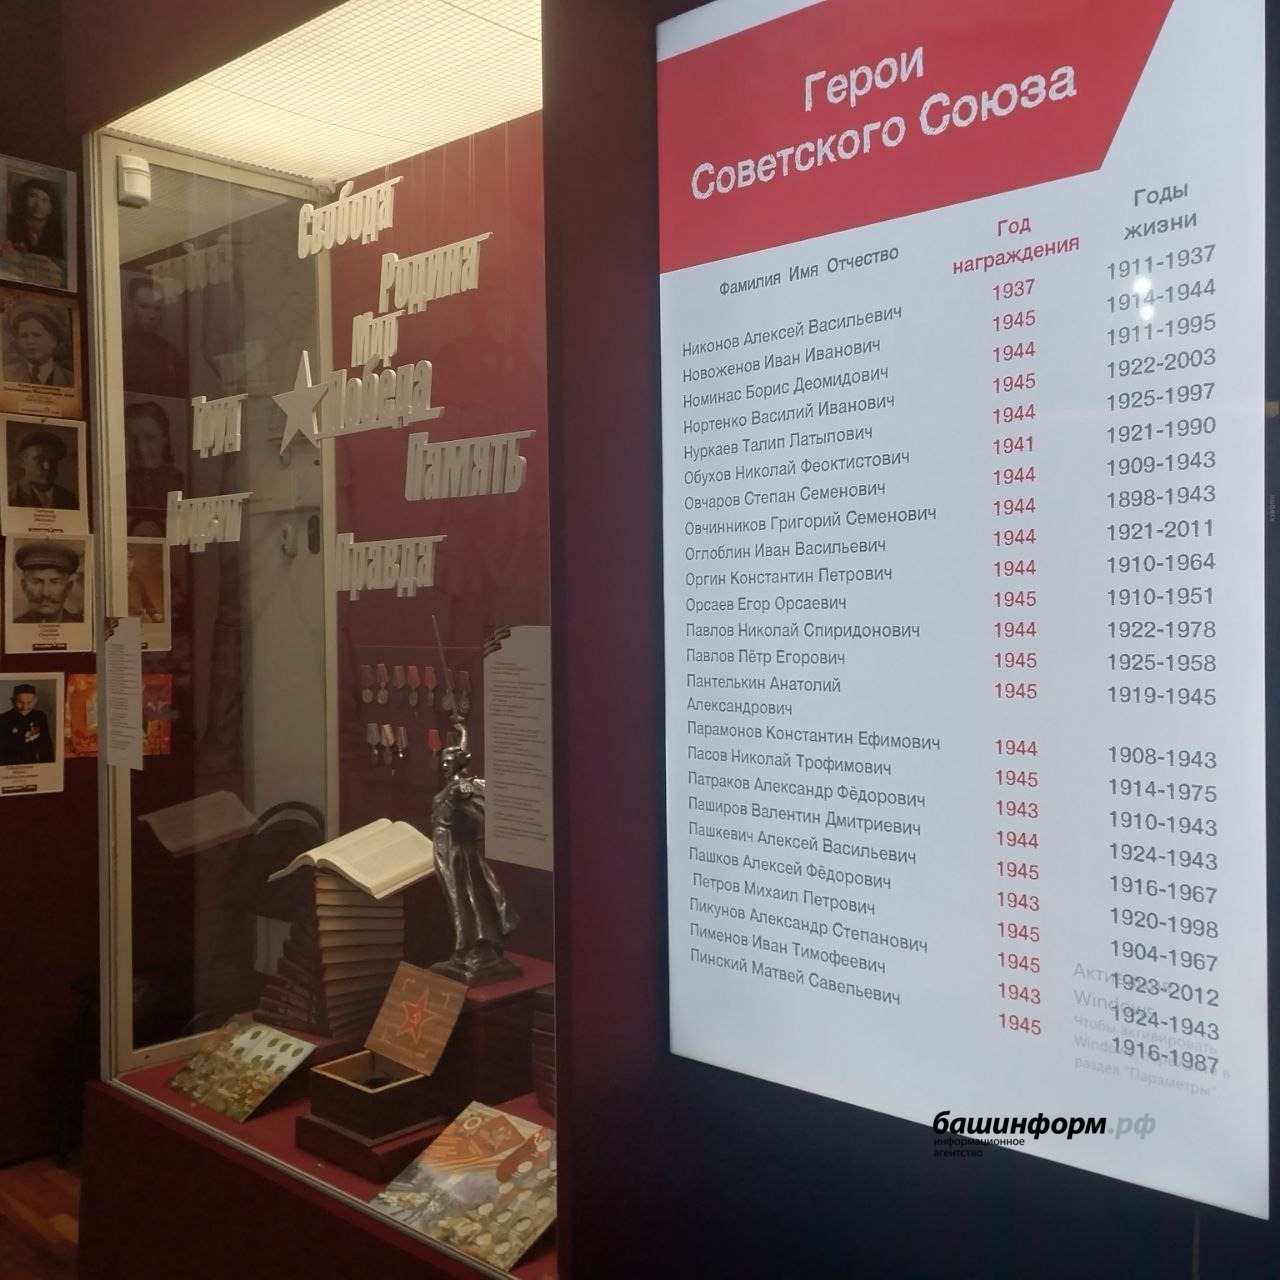 Герои
Советского Союза
Фамилия Имя Отчество
Год
награждения
Годы
жизни
Никонов Алексей Васильевич 1937 1911-1937
Новоженов Иван Иванович 1945 1914-1944
Номинас Борис Деомидович 1944 1911-1995
Нортенко Василий Иванович 1945 1922-2003
Нуркаев Талип Латыпович 1944 1925-1997
Обухов Николай Феоктистович 1941 1921-1990
Овчаров Степан Семенович 1944 1909-1943
Овчинников Григорий Семенович 1944 1898-1943
Оглоблин Иван Васильевич 1944 1921-2011
Оргин Константин Петрович 1944 1910-1964
Орсаев Егор Орсаевич 1945 1910-1951
Павлов Николай Спиридонович 1944 1922-1978
Павлов Пётр Егорович 1945 1925-1958
Пантелькин Анатолий 1945 1919-1945
Александрович
Парамонов Константин Ефимович 1944 1908-1943
Пасов Николай Трофимович 1945 1914-1975
Патраков Александр Фёдорович 1943 1910-1943
Паширов Валентин Дмитриевич 1944 1924-1943
Пашкевич Алексей Васильевич 1945 1916-1967
Пашков Алексей Фёдорович 1943 1920-1998
Петров Михаил Петрович 1945 1904-1967
Пикунов Александр Степанович 1945 1923-2012
Пименов Иван Тимофеевич 1943 1924-1943
Пинский Матвей Савельевич 1945 1916-1987
Windows
Чтобы активировать
Windows, в
раздел "Параметры".
башинформ.рф
информационное
агентство
Свобода
Родина
Мир
Победа
Труд
Память
Подвиг
Правда